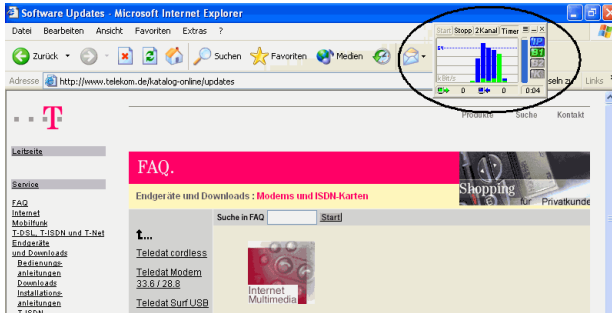 Software Updates - Microsoft Internet Explorer
Datei Bearbeiten Ansicht Favoriten Extras ?
Start Stopp 2Kanal Timer
64
kBit/s
0 0 0:04
Zurück Suchen Favoriten Medien
Adresse http://www.telekom.de/katalog-online/updates
Links
T
Produkte Suche Kontakt
Leitseite
FAQ.
Shopping
für Privatkunde
Service
Endgeräte und Downloads : Modems und ISDN-Karten
FAQ
Internet
Mobilfunk
T-DSL, T-ISDN und T-Net
Endgeräte
und Downloads
Bedienungs-
anleitungen
Downloads
Installations-
anleitungen
T-ISDN
Suche in FAQ Start
t...
Teledat cordless
Teledat Modem
33.6 / 28.8
Teledat Surf USB
Internet
Multimedia